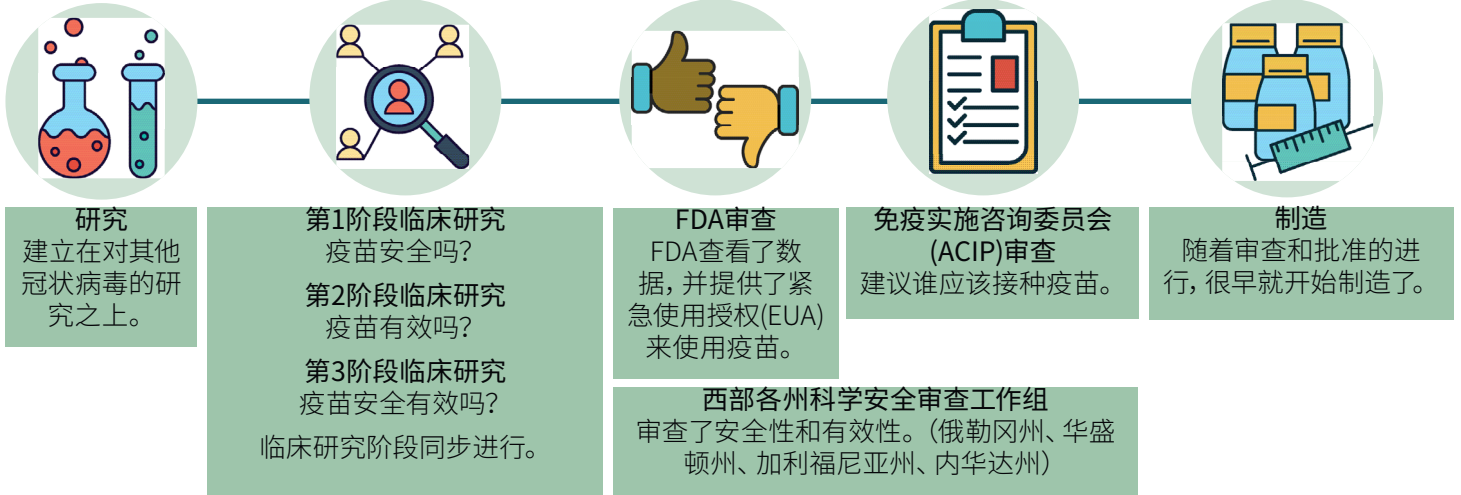 研究
建立在对其他
冠状病毒的研
究之上。
第1阶段临床研究
疫苗安全吗？
第2阶段临床研究
疫苗有效吗？
第3阶段临床研究
疫苗安全有效吗？
临床研究阶段同步进行。
FDA审查
FDA查看了数
据，并提供了紧
急使用授权(EUA)
来使用疫苗。
免疫实施咨询委员会
(ACIP)审查
建议谁应该接种疫苗。
西部各州科学安全审查工作组
审查了安全性和有效性。（俄勒冈州、华盛
顿州、加利福尼亚州、内华达州）
制造
随着审查和批准的进
行，很早就开始制造了。